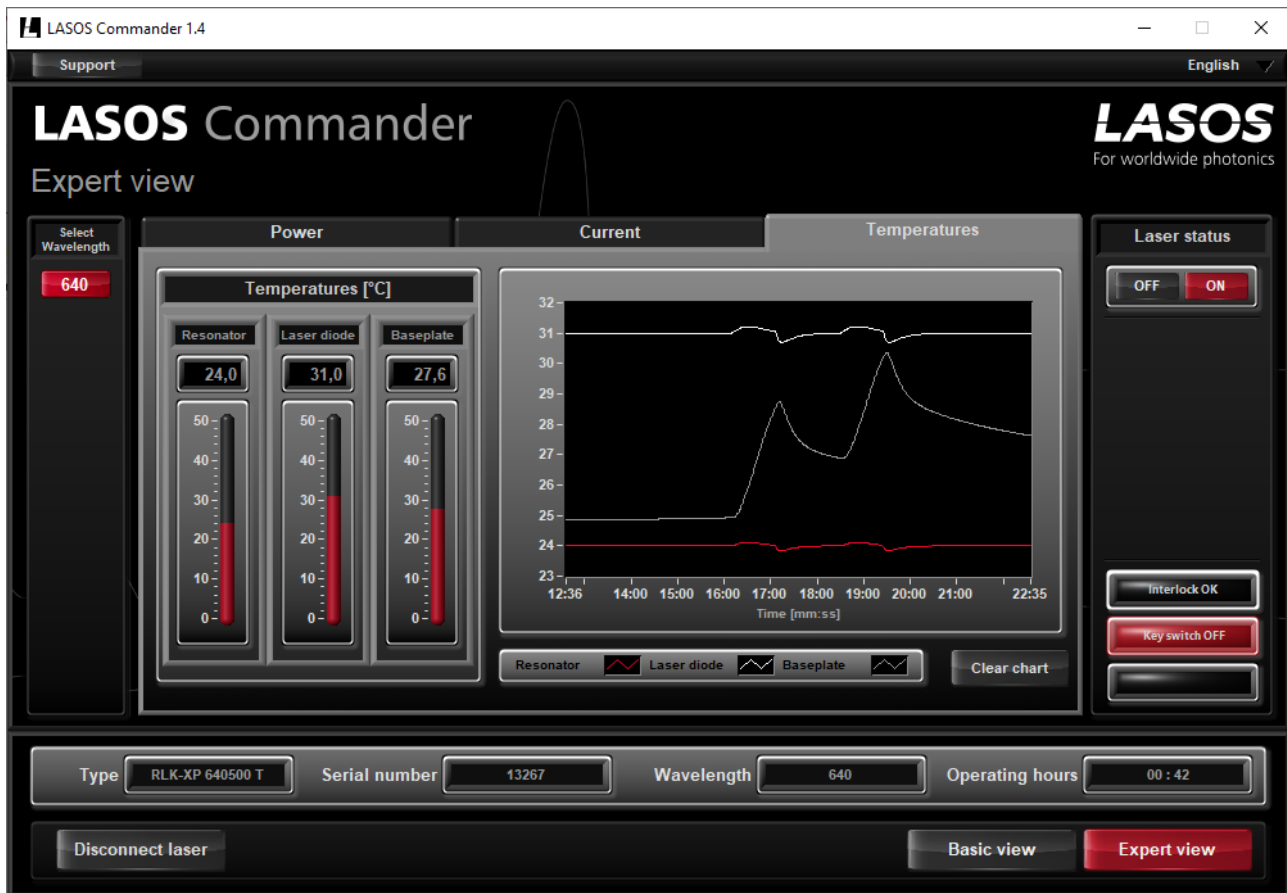 LASOS Commander 1.4
Support
English
LASOS Commander
LASOS
For worldwide photonics
Expert view
Select
Wavelength
640
Power
Current
Temperatures
Laser status
OFF
ON
Temperatures [°C]
Resonator
Laser diode
Baseplate
24,0
31,0
27,6
50
40
30
20
10
0
50
40
30
20
10
0
50
40
30
20
10
0
32
31
30
29
28
27
26
25
24
23
12:36 14:00 15:00 16:00 17:00 18:00 19:00 20:00 21:00 22:35
Time [mm:ss]
Resonator
Laser diode
Baseplate
Clear chart
Interlock OK
Key switch OFF
Type
RLK-XP 640500 T
Serial number
13267
Wavelength
640
Operating hours
00 : 42
Disconnect laser
Basic view
Expert view